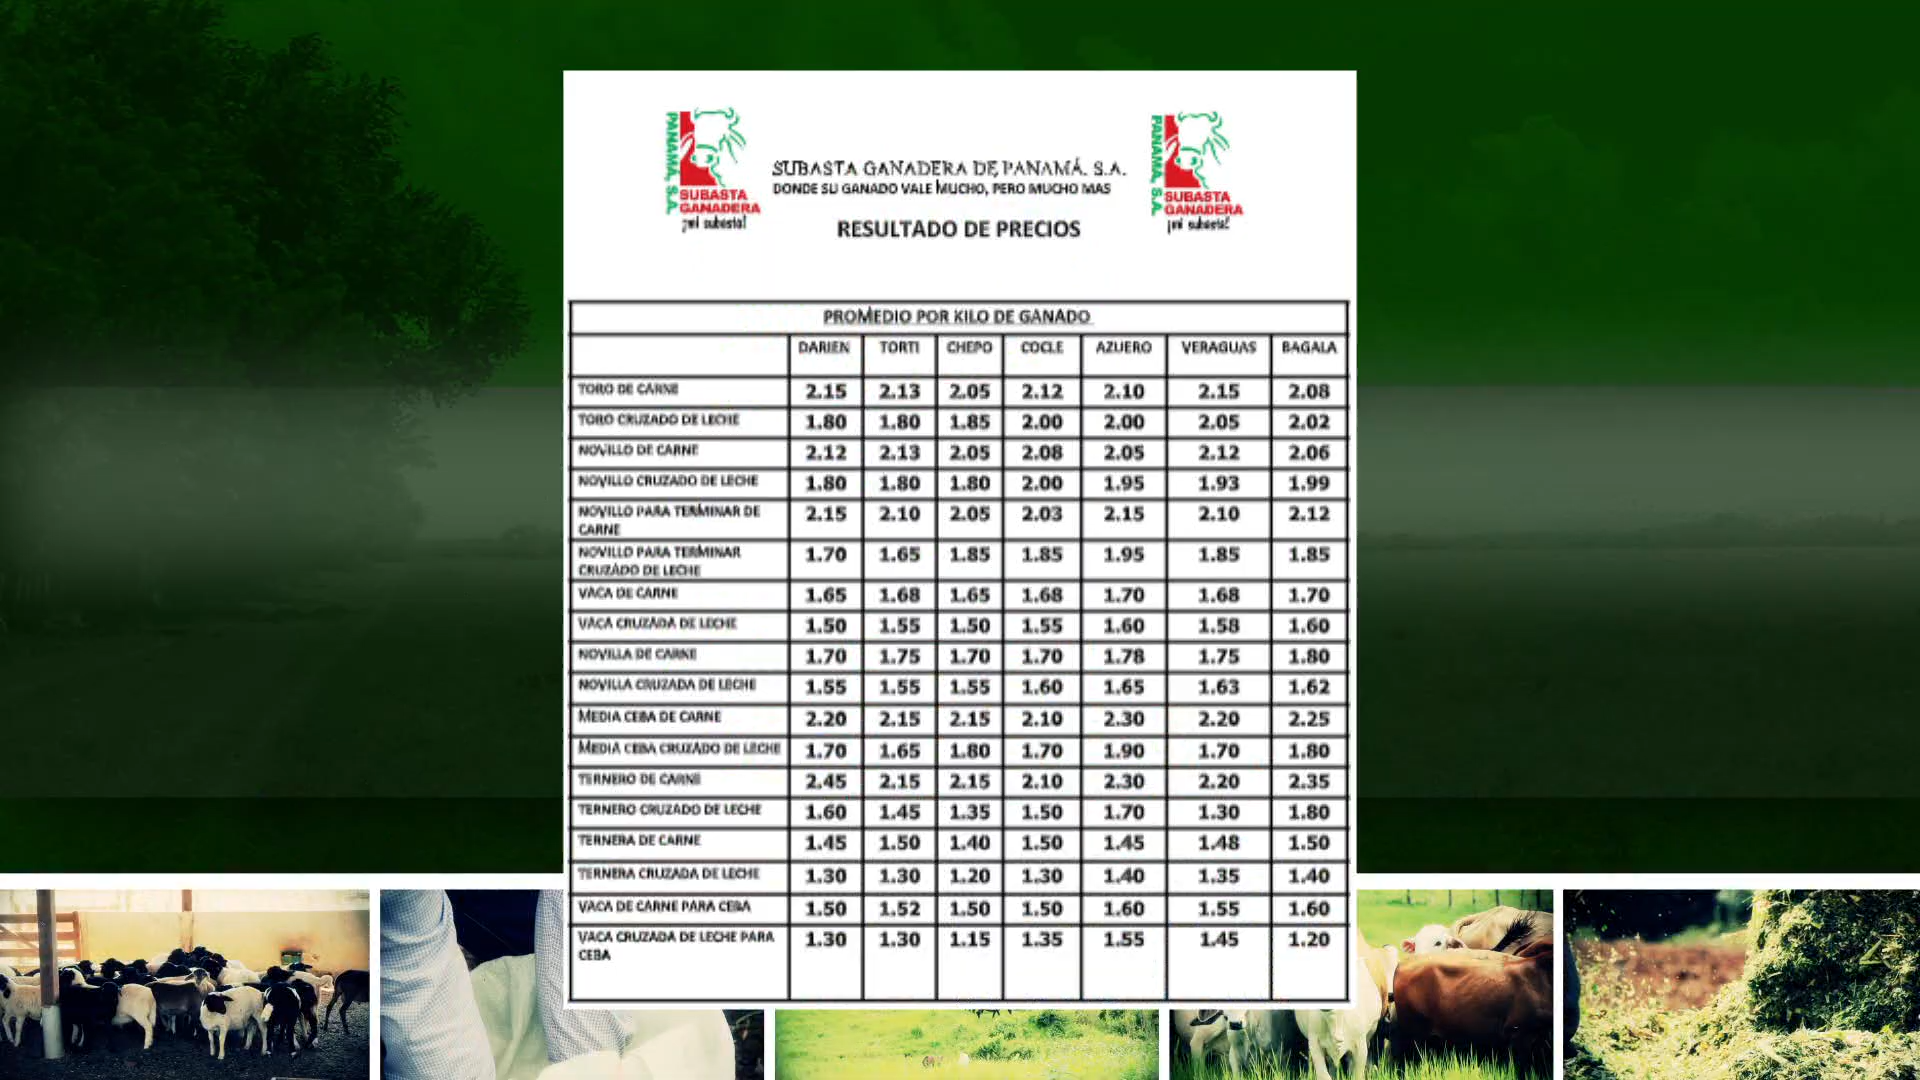 PANAMA, S.A.
SUBASTA
GANADERA
¡mi subasta!
SUBASTA GANADERA DE PANAMÁ. S.A.
DONDE SU GANADO VALE MUCHO, PERO MUCHO MAS
RESULTADO DE PRECIOS
PANAMA, S.A.
SUBASTA
GANADERA
¡mi subasta!
PROMEDIO POR KILO DE GANADO
DARIEN TORTI CHEPO COCLE AZUERO VERAGUAS BAGALA
TORO DE CARNE 2.15 2.13 2.05 2.12 2.10 2.15 2.08
TORO CRUZADO DE LECHE 1.80 1.80 1.85 2.00 2.00 2.05 2.02
NOVILLO DE CARNE 2.12 2.13 2.05 2.08 2.05 2.12 2.06
NOVILLO CRUZADO DE LECHE 1.80 1.80 1.80 2.00 1.95 1.93 1.99
NOVILLO PARA TERMINAR DE
CARNE 2.15 2.10 2.05 2.03 2.15 2.10 2.12
NOVILLO PARA TERMINAR
CRUZADO DE LECHE 1.70 1.65 1.85 1.85 1.95 1.85 1.85
VACA DE CARNE 1.65 1.68 1.65 1.68 1.70 1.68 1.70
VACA CRUZADA DE LECHE 1.50 1.55 1.50 1.55 1.60 1.58 1.60
NOVILLA DE CARNE 1.70 1.75 1.70 1.70 1.78 1.75 1.80
NOVILLA CRUZADA DE LECHE 1.55 1.55 1.55 1.60 1.65 1.63 1.62
MEDIA CEBA DE CARNE 2.20 2.15 2.15 2.10 2.30 2.20 2.25
MEDIA CEBA CRUZADO DE LECHE 1.70 1.65 1.80 1.70 1.90 1.70 1.80
TERNERO DE CARNE 2.45 2.15 2.15 2.10 2.30 2.20 2.35
TERNERO CRUZADO DE LECHE 1.60 1.45 1.35 1.50 1.70 1.30 1.80
TERNERA DE CARNE 1.45 1.50 1.40 1.50 1.45 1.48 1.50
TERNERA CRUZADA DE LECHE 1.30 1.30 1.20 1.30 1.40 1.35 1.40
VACA DE CARNE PARA CEBA 1.50 1.52 1.50 1.50 1.60 1.55 1.60
VACA CRUZADA DE LECHE PARA
CEBA 1.30 1.30 1.15 1.35 1.55 1.45 1.20